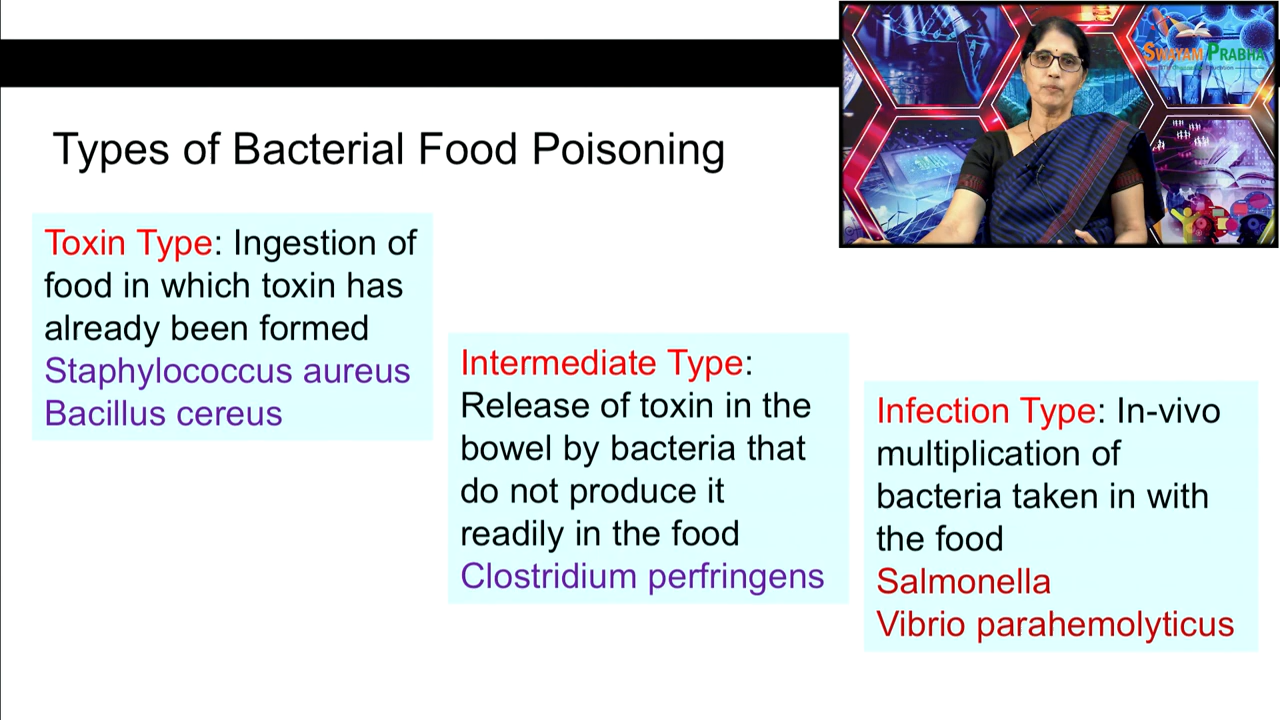 SWAYAM PRABHA
Types of Bacterial Food Poisoning
Toxin Type: Ingestion of
food in which toxin has
already been formed
Staphylococcus aureus
Bacillus cereus
Intermediate Type:
Release of toxin in the
bowel by bacteria that
do not produce it
readily in the food
Clostridium perfringens
Infection Type: In-vivo
multiplication of
bacteria taken in with
the food
Salmonella
Vibrio parahemolyticus